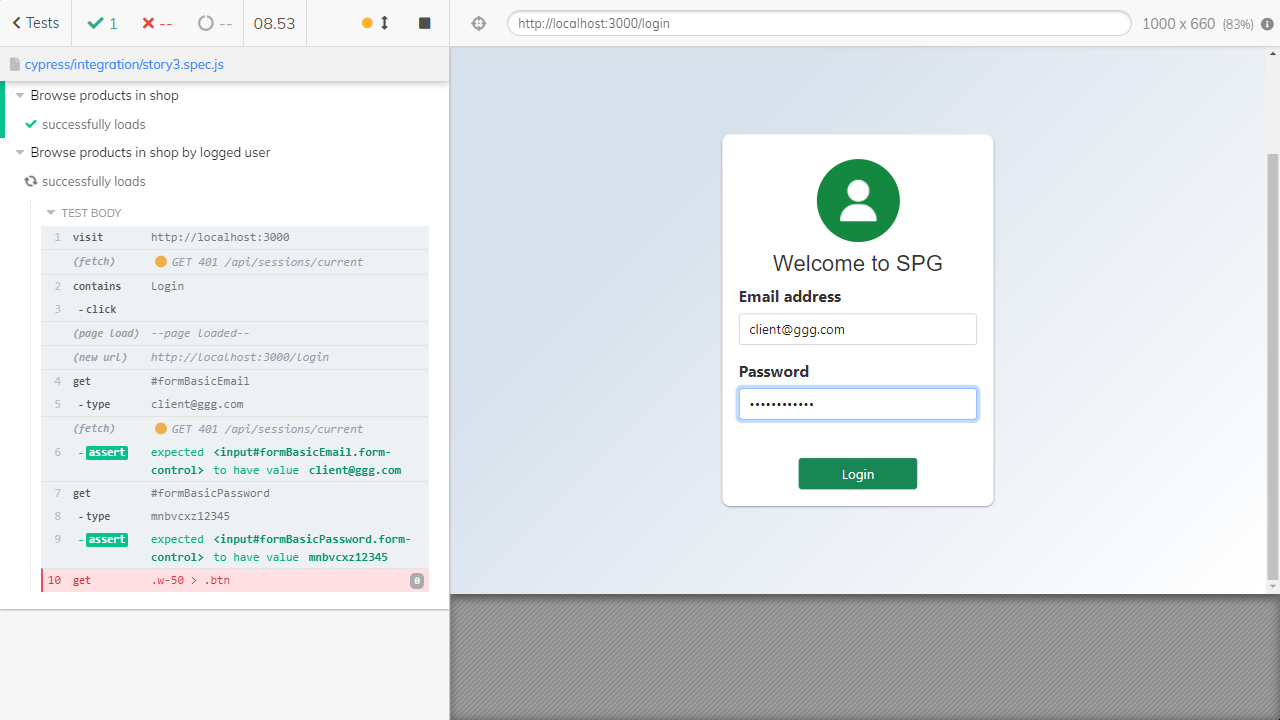 Tests
1
--
--
08.53
http://localhost:3000/login
1000 x 660 (83%)
cypress/integration/story3.spec.js
Browse products in shop
successfully loads
Browse products in shop by logged user
successfully loads
TEST BODY
1 visit http://localhost:3000
(fetch) GET 401 /api/sessions/current
2 contains Login
3 -click
(page load) --page loaded--
(new url) http://localhost:3000/login
4 get #formBasicEmail
5 -type client@ggg.com
(fetch) GET 401 /api/sessions/current
6 -assert expected <input#formBasicEmail.form-
control> to have value client@ggg.com
7 get #formBasicPassword
8 -type mnbvcxz12345
9 -assert expected <input#formBasicPassword.form-
control> to have value mnbvcxz12345
10 get .w-50 > .btn 0
Welcome to SPG
Email address
client@ggg.com
Password
••••••••••••
Login